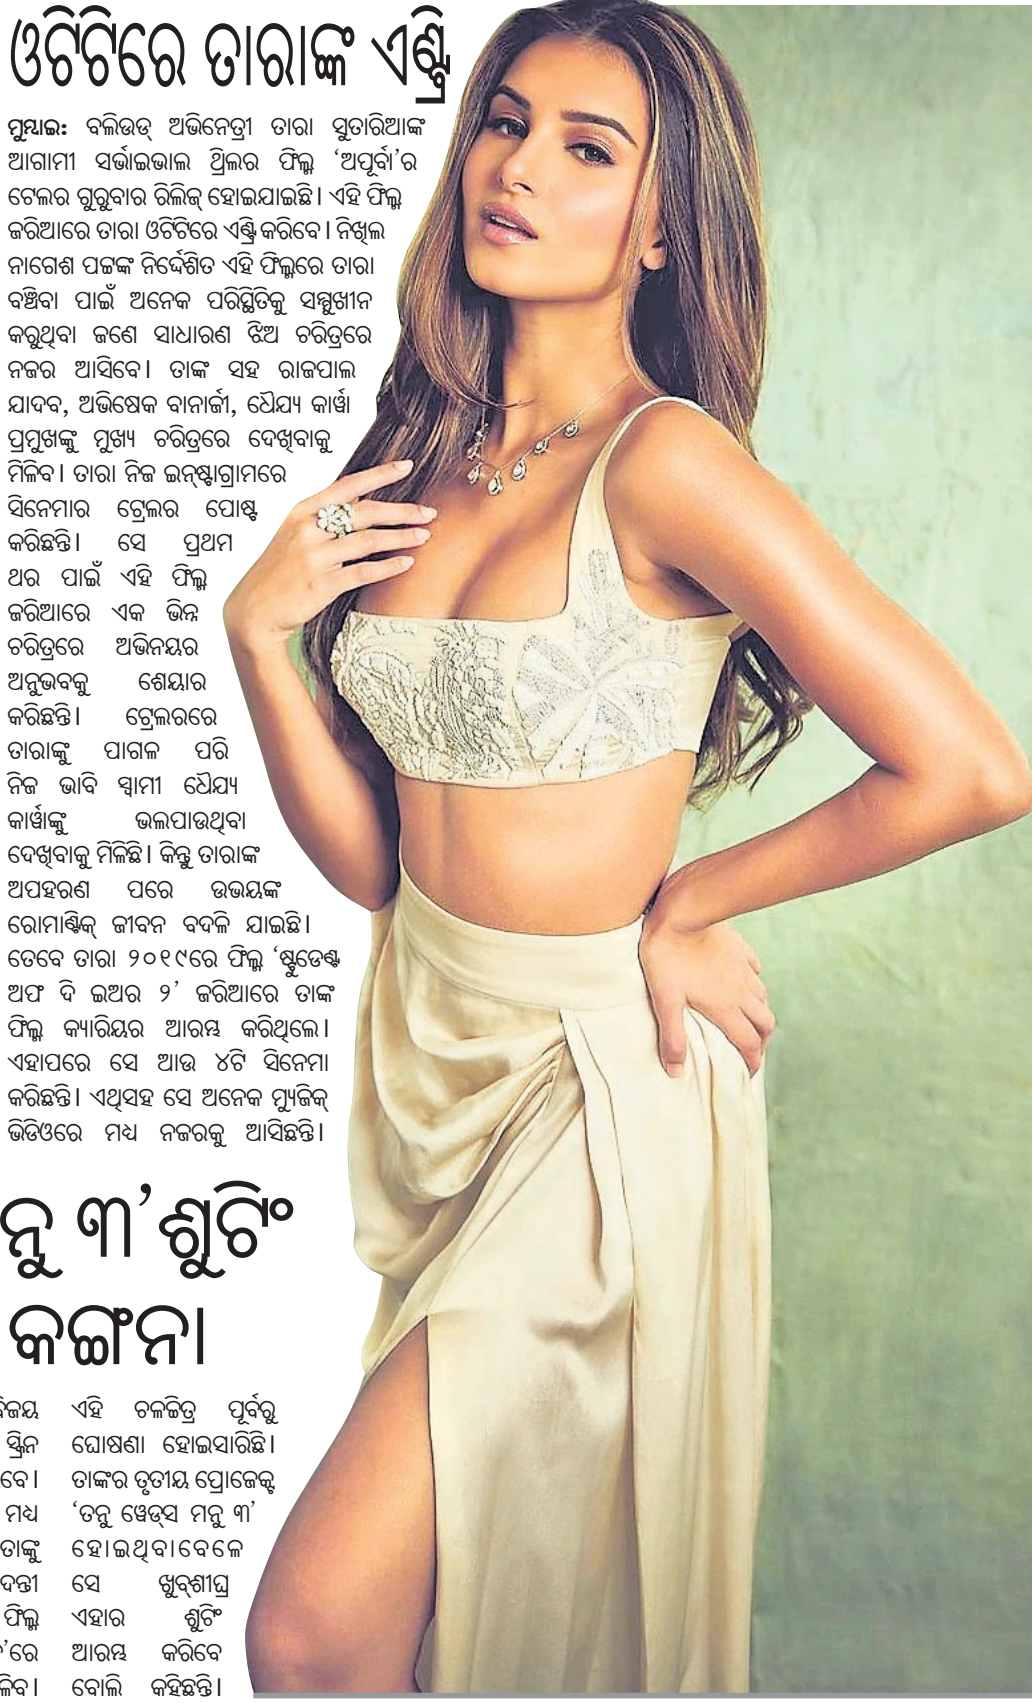 ଓଟିଟିରେ ତାରାଙ୍କ ଏଣ୍ଟ୍ରି
ମୁମ୍ବାଇ: ବଲିଉଡ୍ ଅଭିନେତ୍ରୀ ତାରା ସୁତାରିଆଙ୍କ
ଆଗାମୀ ସର୍ଭାଇଭାଲ ଥ୍ରିଲର ଫିଲ୍ମ ‘ଅପୂର୍ବା’ର
ଟେଲର ଗୁରୁବାର ରିଲିଜ୍ ହୋଇଯାଇଛି। ଏହି ଫିଲ୍ମ
ଜରିଆରେ ତାରା ଓଟିଟିରେ ଏଣ୍ଟ୍ରି କରିବେ। ନିଖିଲ
ନାଗେଶ ପଟ୍ଟଙ୍କ ନିର୍ଦ୍ଦେଶିତ ଏହି ଫିଲ୍ମରେ ତାରା
ବଞ୍ଚିବା ପାଇଁ ଅନେକ ପରିସ୍ଥିତିକୁ ସମ୍ମୁଖୀନ
କରୁଥିବା ଜଣେ ସାଧାରଣ ଝିଅ ଚରିତ୍ରରେ
ନଜର ଆସିବେ। ତାଙ୍କ ସହ ରାଜପାଲ
ଯାଦବ, ଅଭିଷେକ ବାନାର୍ଜୀ, ଧୈଯ୍ୟ କାର୍ୱା
ପ୍ରମୁଖଙ୍କୁ ମୁଖ୍ୟ ଚରିତ୍ରରେ ଦେଖିବାକୁ
ମିଳିବ। ତାରା ନିଜ ଇନ୍‌ଷ୍ଟାଗ୍ରାମରେ
ସିନେମାର ଟ୍ରେଲର ପୋଷ୍ଟ
କରିଛନ୍ତି। ସେ ପ୍ରଥମ
ଥର ପାଇଁ ଏହି ଫିଲ୍ମ
ଜରିଆରେ ଏକ ଭିନ୍ନ
ଚରିତ୍ରରେ ଅଭିନୟର
ଅନୁଭବକୁ ଶେୟାର
କରିଛନ୍ତି। ଟ୍ରେଲରରେ
ତାରାଙ୍କୁ ପାଗଳ ପରି
ନିଜ ଭାବି ସ୍ୱାମୀ ଧୈଯ୍ୟ
କାର୍ୱାଙ୍କୁ ଭଲପାଉଥିବା
ଦେଖିବାକୁ ମିଳିଛି। କିନ୍ତୁ ତାରାଙ୍କ
ଅପହରଣ ପରେ ଉଭୟଙ୍କ
ରୋମାଣ୍ଟିକ୍ ଜୀବନ ବଦଳି ଯାଇଛି।
ତେବେ ତାରା ୨୦୧୯ରେ ଫିଲ୍ମ ‘ଷ୍ଟୁଡେଣ୍ଟ
ଅଫ ଦି ଇଅର ୨’ ଜରିଆରେ ତାଙ୍କ
ଫିଲ୍ମ କ୍ୟାରିୟର ଆରମ୍ଭ କରିଥିଲେ।
ଏହାପରେ ସେ ଆଉ ୪ଟି ସିନେମା
କରିଛନ୍ତି। ଏଥିସହ ସେ ଅନେକ ମ୍ୟୁଜିକ୍
ଭିଡିଓରେ ମଧ୍ୟ ନଜରକୁ ଆସିଛନ୍ତି।
ନୁ ୩’ ଶୁଟିଂ
କଙ୍ଗନା
ସ୍କ୍ରିନ
ମଧ୍ୟ
ଫିଲ୍ମ
ଏହି ଚଳଚ୍ଚିତ୍ର ପୂର୍ବରୁ
ଘୋଷଣା ହୋଇସାରିଛି।
ତାଙ୍କର ତୃତୀୟ ପ୍ରୋଜେକ୍ଟ
‘ତନୁ ୱେଡ୍‌ସ ମନୁ ୩’
ହୋଇଥିବାବେଳେ
ସେ ଖୁବ୍‌ଶୀଘ୍ର
ଏହାର ଶୁଟିଂ
ଆରମ୍ଭ କରିବେ
ବୋଲି କହିଛନ୍ତି।